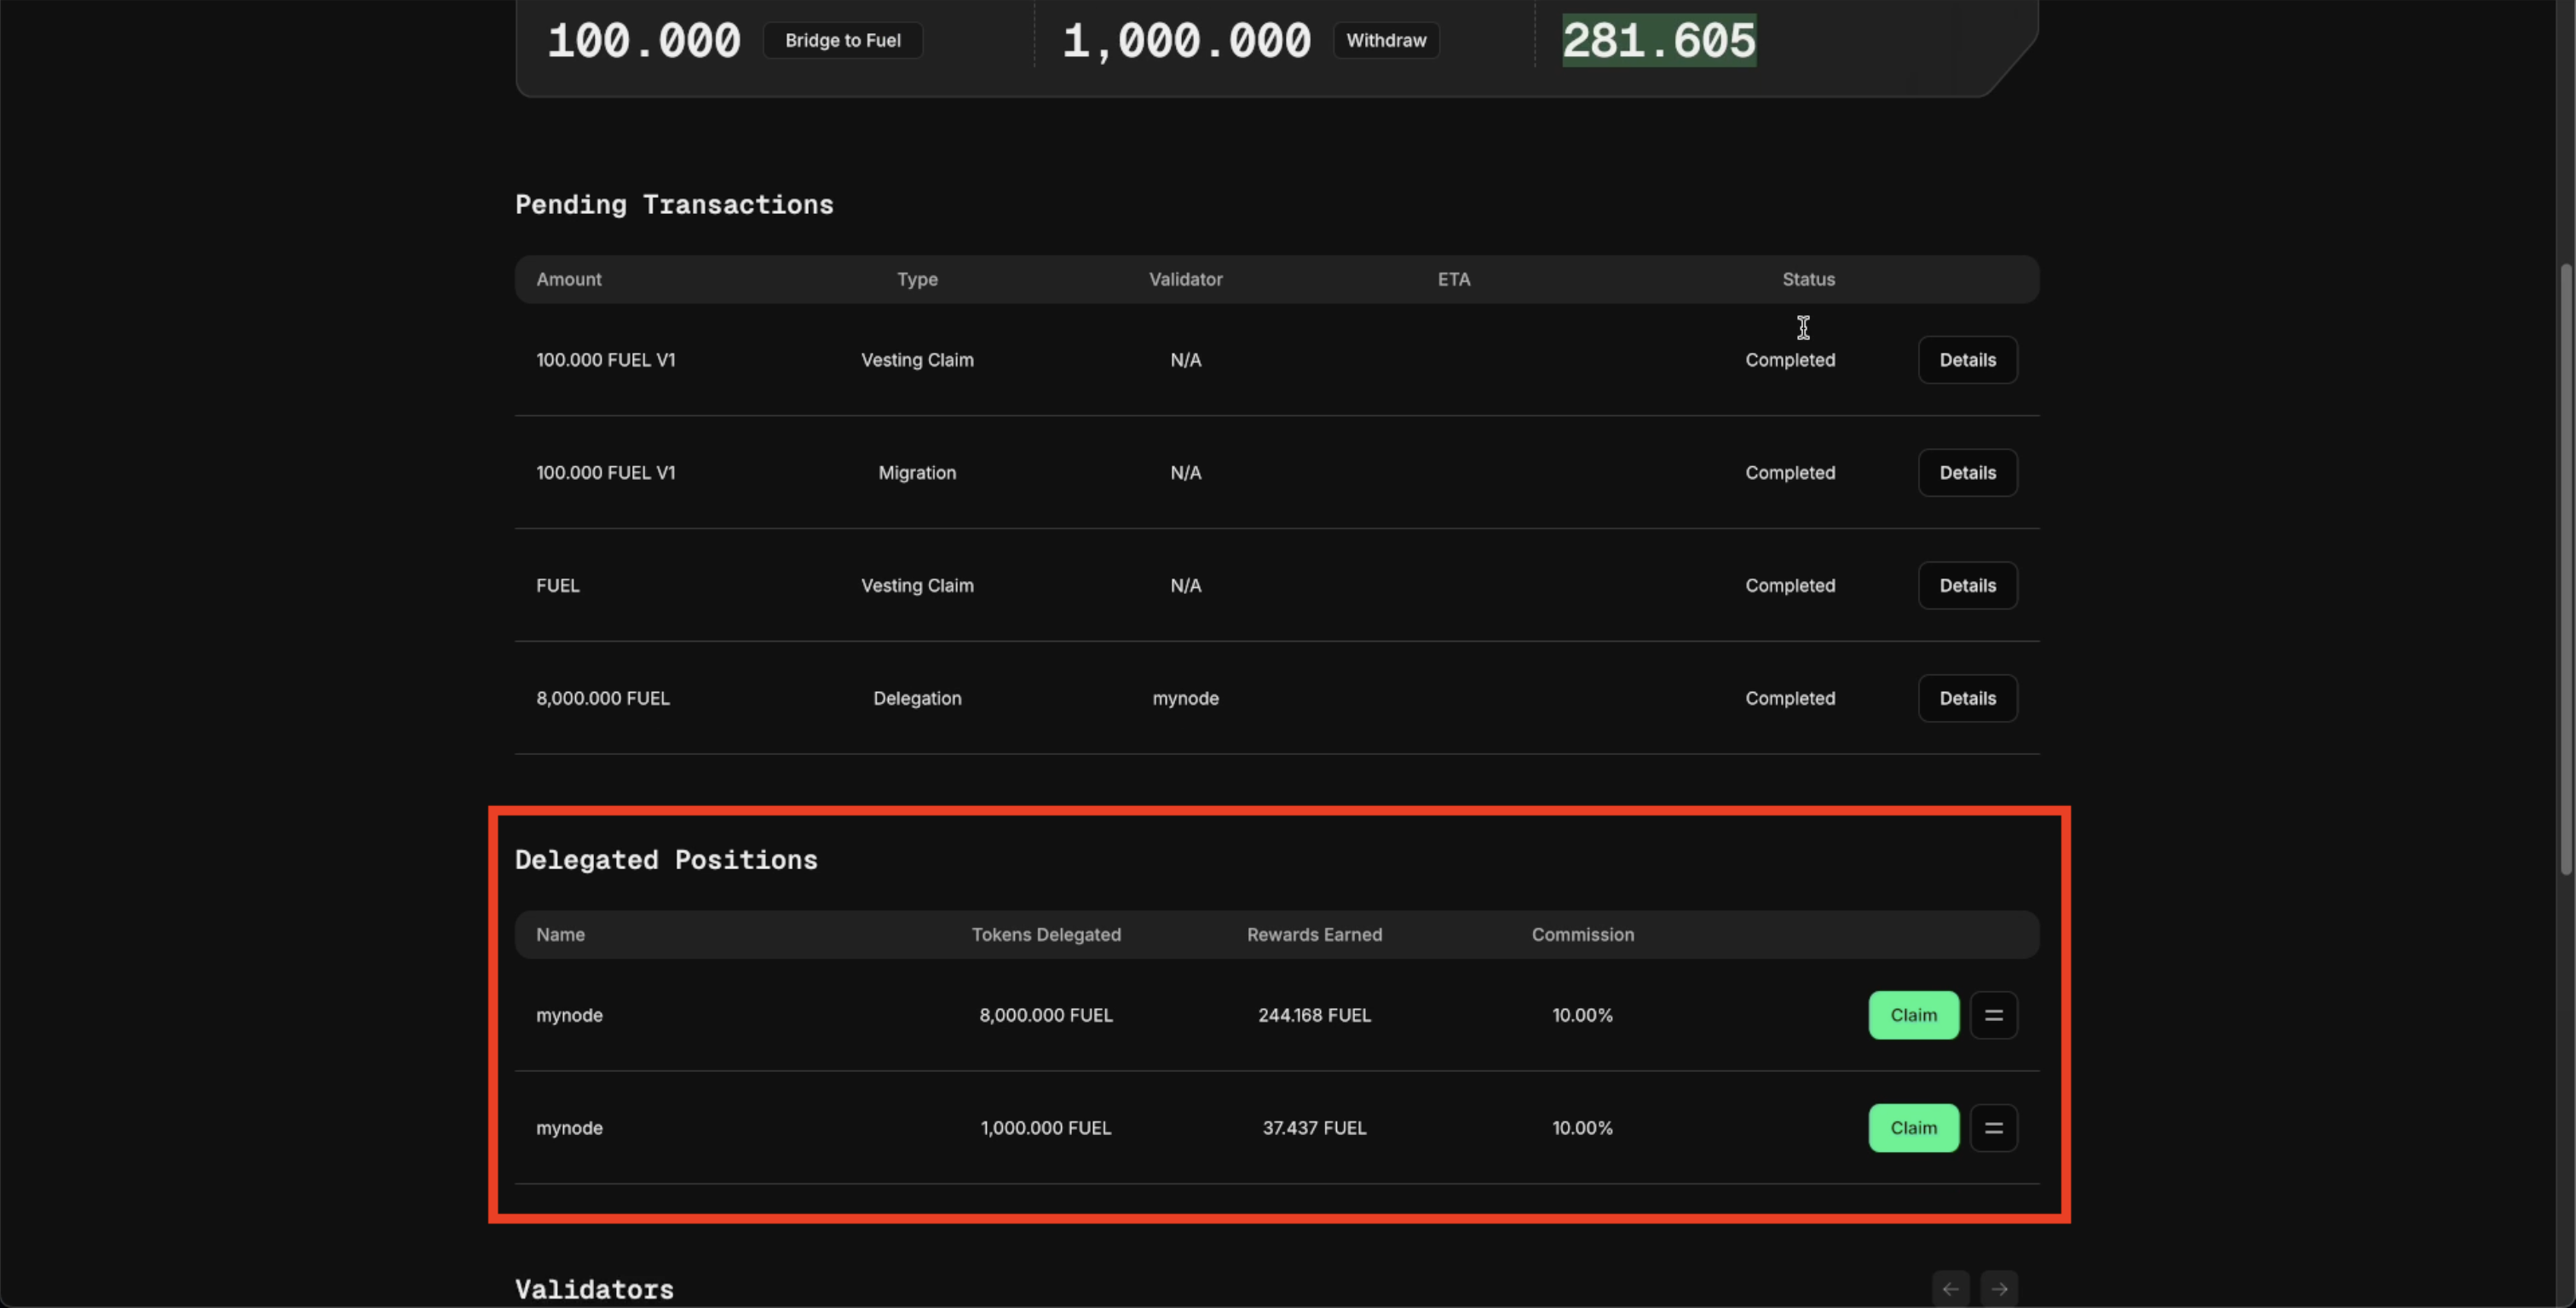 100.000 Bridge to Fuel 1,000.000 Withdraw 281.605
Pending Transactions
Amount Type Validator ETA Status
100.000 FUEL V1 Vesting Claim N/A Completed Details
100.000 FUEL V1 Migration N/A Completed Details
FUEL Vesting Claim N/A Completed Details
8,000.000 FUEL Delegation mynode Completed Details
Delegated Positions
Name Tokens Delegated Rewards Earned Commission
mynode 8,000.000 FUEL 244.168 FUEL 10.00% Claim
mynode 1,000.000 FUEL 37.437 FUEL 10.00% Claim
Validators